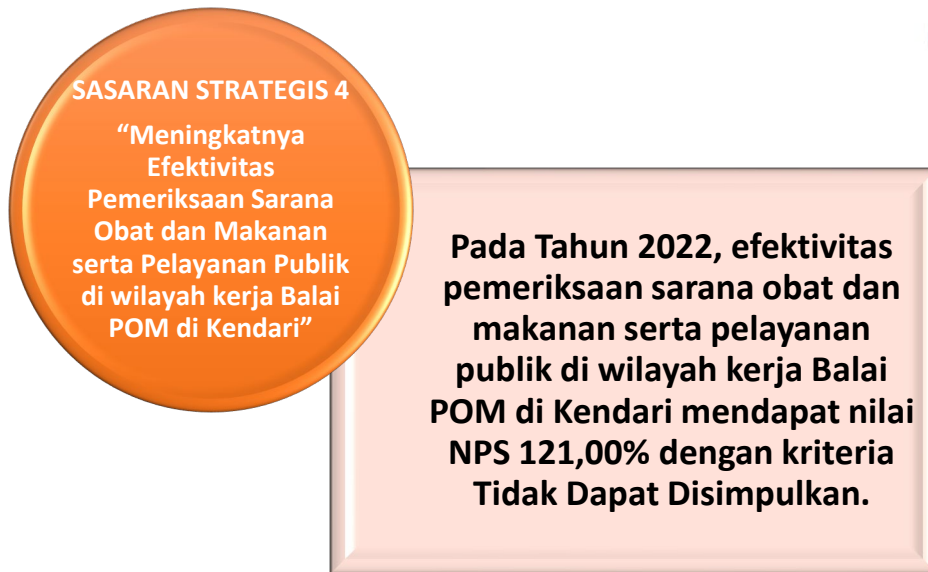 SASARAN STRATEGIS 4
“Meningkatnya
Efektivitas
Pemeriksaan Sarana
Obat dan Makanan
serta Pelayanan Publik
di wilayah kerja Balai
POM di Kendari”
Pada Tahun 2022, efektivitas
pemeriksaan sarana obat dan
makanan serta pelayanan
publik di wilayah kerja Balai
POM di Kendari mendapat nilai
NPS 121,00% dengan kriteria
Tidak Dapat Disimpulkan.